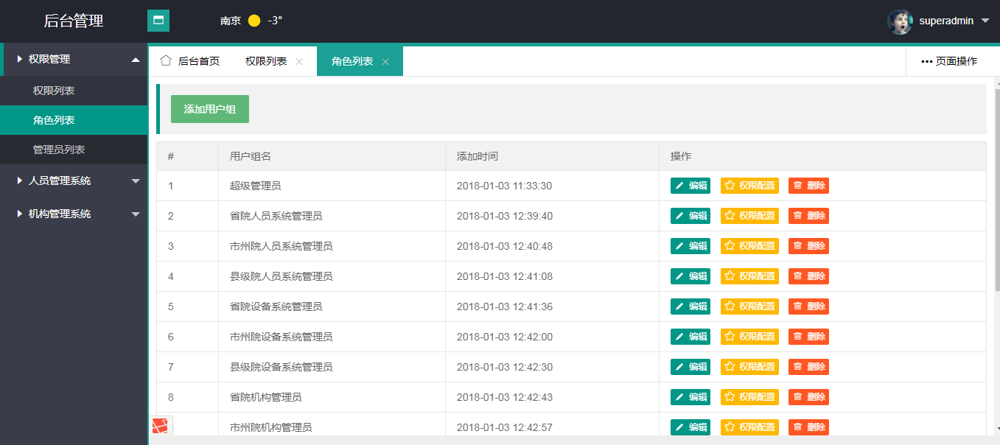 后台管理
南京 -3°
superadmin
权限管理
权限列表
角色列表
管理员列表
人员管理系统
机构管理系统
后台首页 权限列表 角色列表 ••• 页面操作
添加用户组
# 用户组名 添加时间 操作
1 超级管理员 2018-01-03 11:33:30 编辑 权限配置 删除
2 省院人员系统管理员 2018-01-03 12:39:40 编辑 权限配置 删除
3 市州院人员系统管理员 2018-01-03 12:40:48 编辑 权限配置 删除
4 县级院人员系统管理员 2018-01-03 12:41:08 编辑 权限配置 删除
5 省院设备系统管理员 2018-01-03 12:41:36 编辑 权限配置 删除
6 市州院设备系统管理员 2018-01-03 12:42:00 编辑 权限配置 删除
7 县级院设备系统管理员 2018-01-03 12:42:30 编辑 权限配置 删除
8 省院机构管理员 2018-01-03 12:42:43 编辑 权限配置 删除
市州院机构管理员 2018-01-03 12:42:57 编辑 权限配置 删除